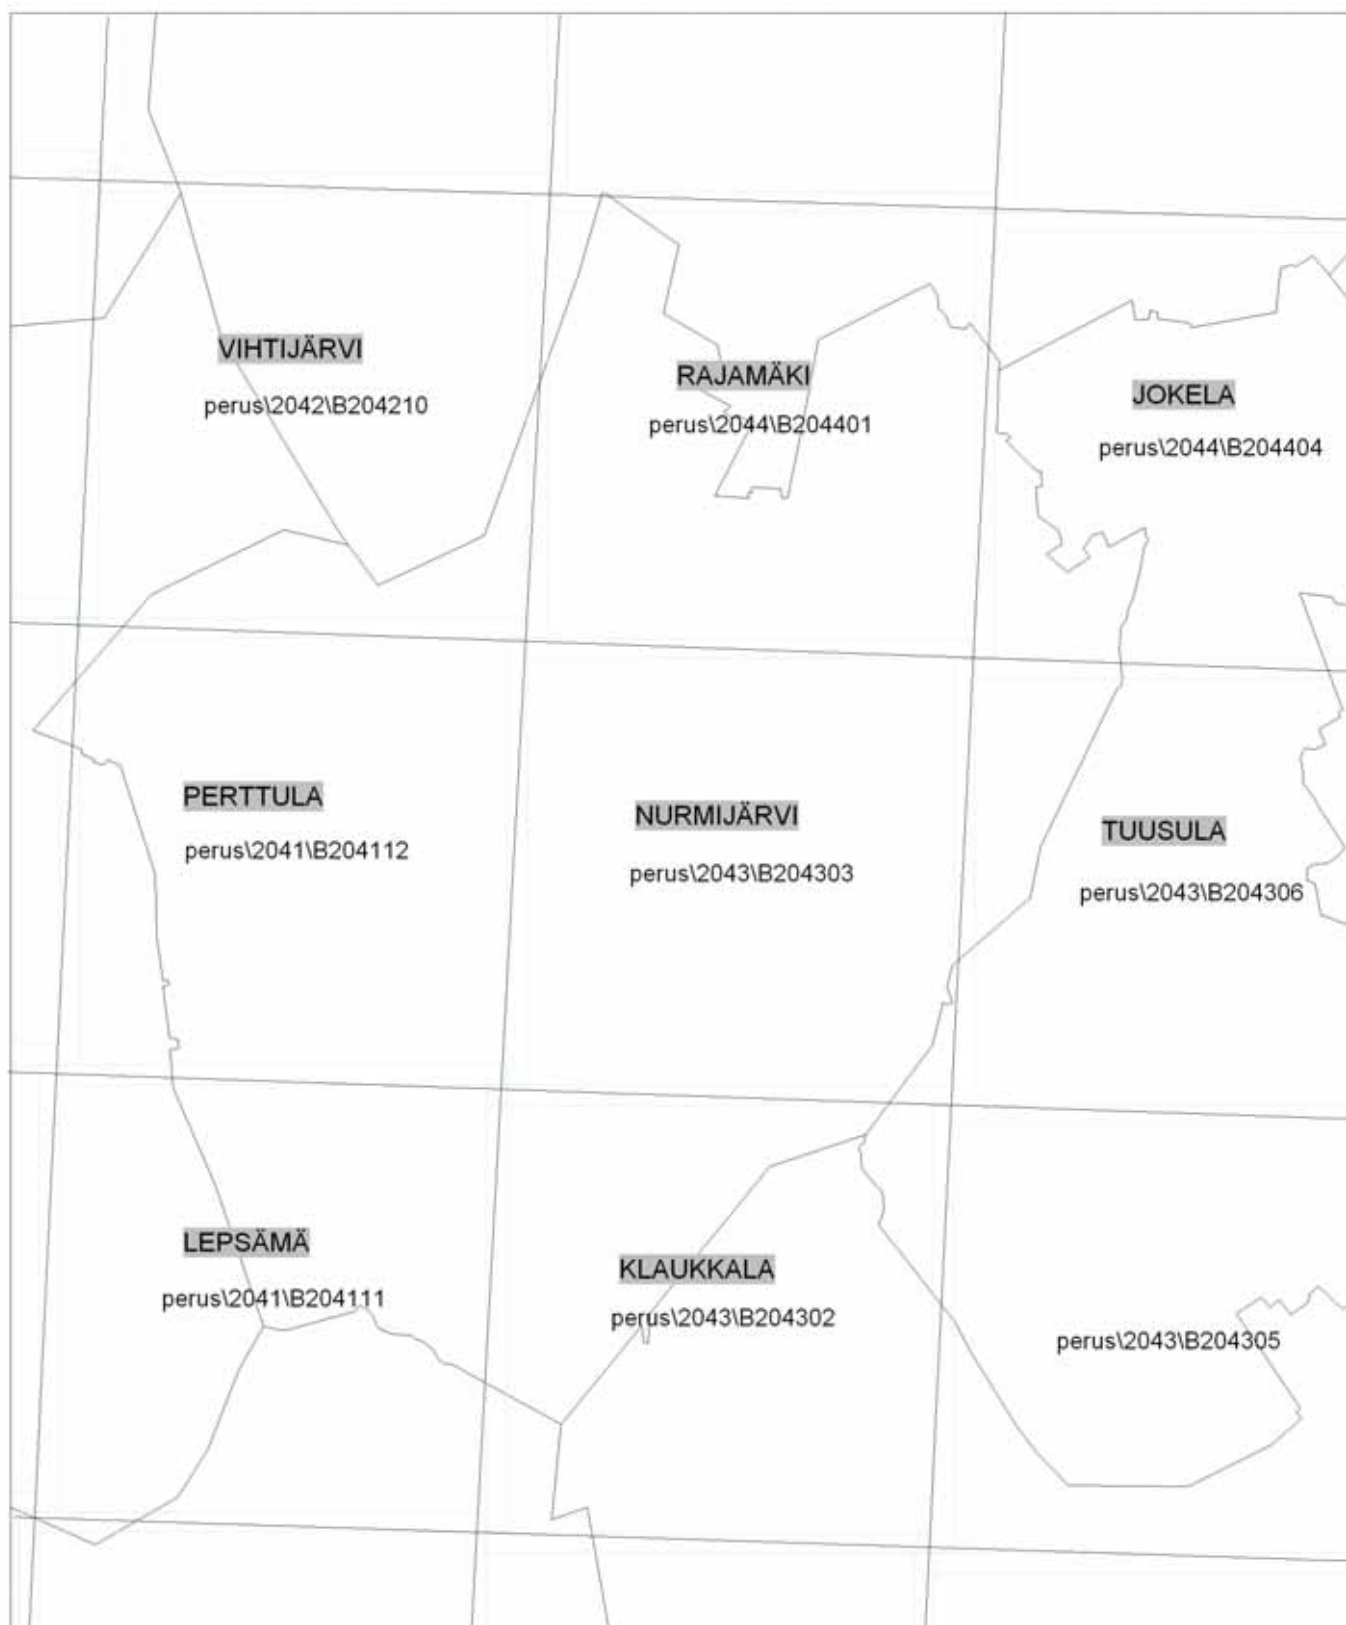 VIHTIJÄRVI
perus\2042\B204210
RAJAMÄKI
perus\2044\B204401
JOKELA
perus\2044\B204404
PERTTULA
perus\2041\B204112
NURMIJÄRVI
perus\2043\B204303
TUUSULA
perus\2043\B204306
LEPSÄMÄ
perus\2041\B204111
KLAUKKALA
perus\2043\B204302
perus\2043\B204305